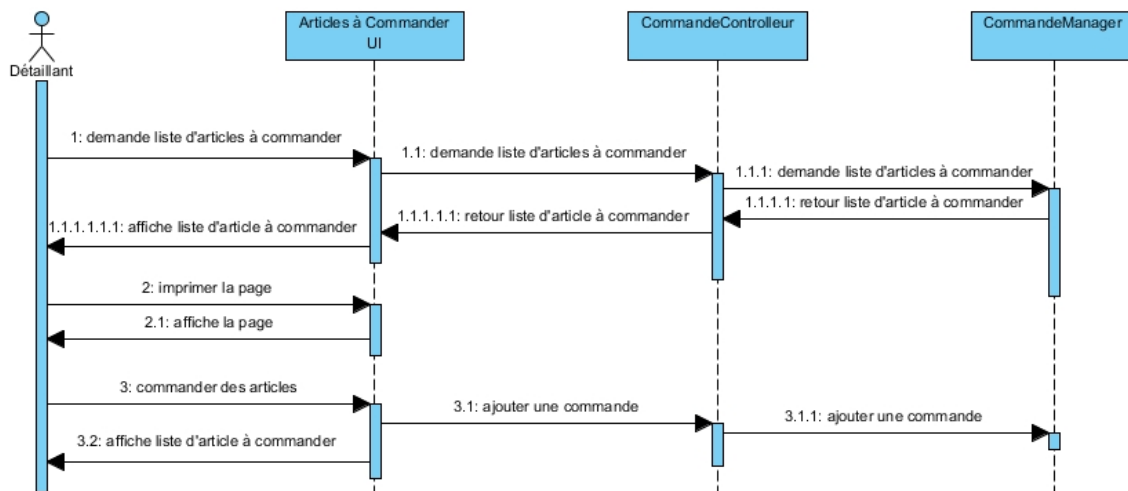 Détaillant
Articles à Commander
UI
CommandeControlleur
CommandeManager
1: demande liste d'articles à commander
1.1: demande liste d'articles à commander
1.1.1: demande liste d'articles à commander
1.1.1.1: retour liste d'article à commander
1.1.1.1.1: retour liste d'article à commander
1.1.1.1.1.1: affiche liste d'article à commander
2: imprimer la page
2.1: affiche la page
3: commander des articles
3.1: ajouter une commande
3.1.1: ajouter une commande
3.2: affiche liste d'article à commander